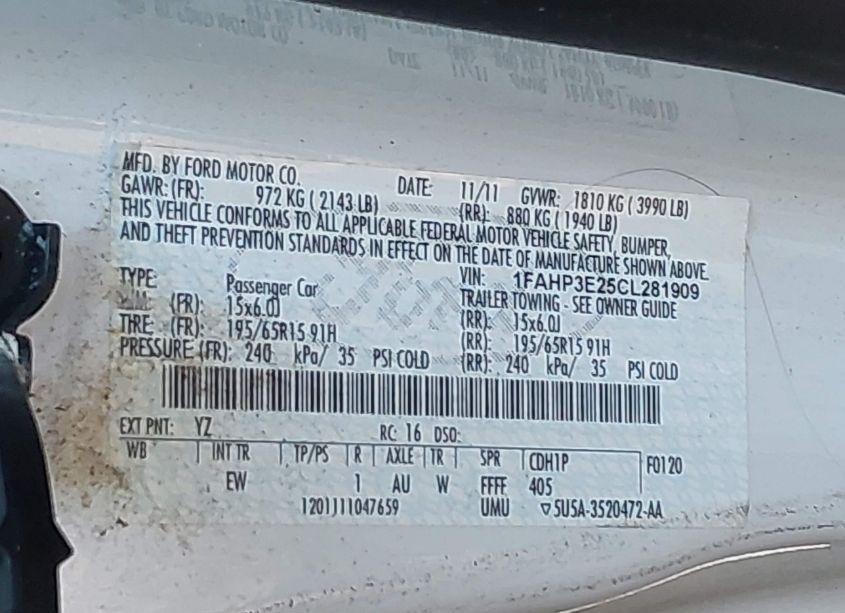 MFD. BY FORD MOTOR CO. DATE: 11/11 GVWR: 1810 KG ( 3990 LB)
GAWR: (FR): 972 KG ( 2143 LB) (RR): 880 KG ( 1940 LB)
THIS VEHICLE CONFORMS TO ALL APPLICABLE FEDERAL MOTOR VEHICLE SAFETY, BUMPER,
AND THEFT PREVENTION STANDARDS IN EFFECT ON THE DATE OF MANUFACTURE SHOWN ABOVE.
VIN: 1FAHP3E25CL281909
TYPE: Passenger Car TRAILER TOWING - SEE OWNER GUIDE
(FR): 15x6.0J (RR): 15x6.0J
TIRE: (FR): 195/65R15 91H (RR): 195/65R15 91H
PRESSURE (FR): 240 kPa/ 35 PSI COLD (RR): 240 kPa/ 35 PSI COLD
EXT PNT: YZ RC: 16 DSO:
WB INT TR TP/PS R AXLE TR SPR CDH1P F0120
EW 1 AU W FFFF 405
1201J11047659 UMU ▽5U5A-3520472-AA